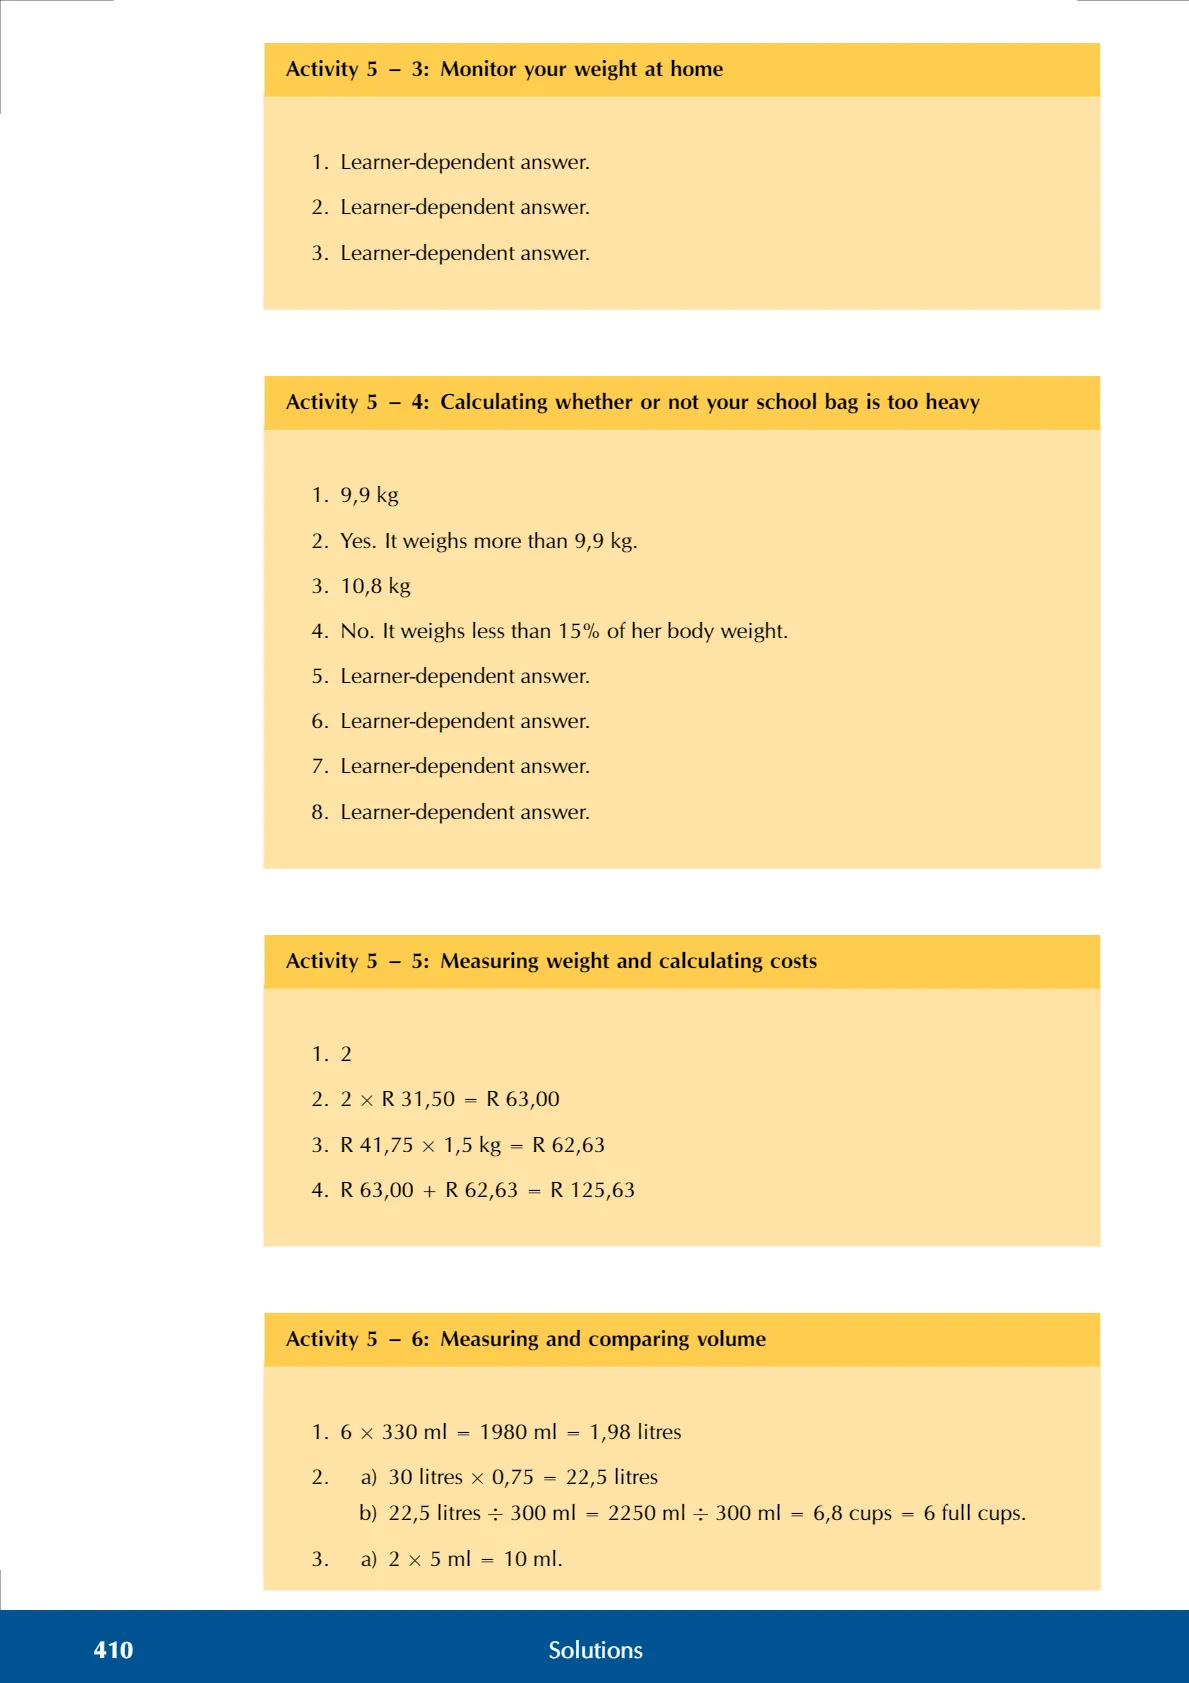 Activity 5 – 3: Monitor your weight at home
1. Learner-dependent answer.
2. Learner-dependent answer.
3. Learner-dependent answer.
Activity 5 – 4: Calculating whether or not your school bag is too heavy
1. 9,9 kg
2. Yes. It weighs more than 9,9 kg.
3. 10,8 kg
4. No. It weighs less than 15% of her body weight.
5. Learner-dependent answer.
6. Learner-dependent answer.
7. Learner-dependent answer.
8. Learner-dependent answer.
Activity 5 – 5: Measuring weight and calculating costs
1. 2
2. 2 × R 31,50 = R 63,00
3. R 41,75 × 1,5 kg = R 62,63
4. R 63,00 + R 62,63 = R 125,63
Activity 5 – 6: Measuring and comparing volume
1. 6 × 330 ml = 1980 ml = 1,98 litres
2. a) 30 litres × 0,75 = 22,5 litres
b) 22,5 litres ÷ 300 ml = 2250 ml ÷ 300 ml = 6,8 cups = 6 full cups.
3. a) 2 × 5 ml = 10 ml.
410 Solutions